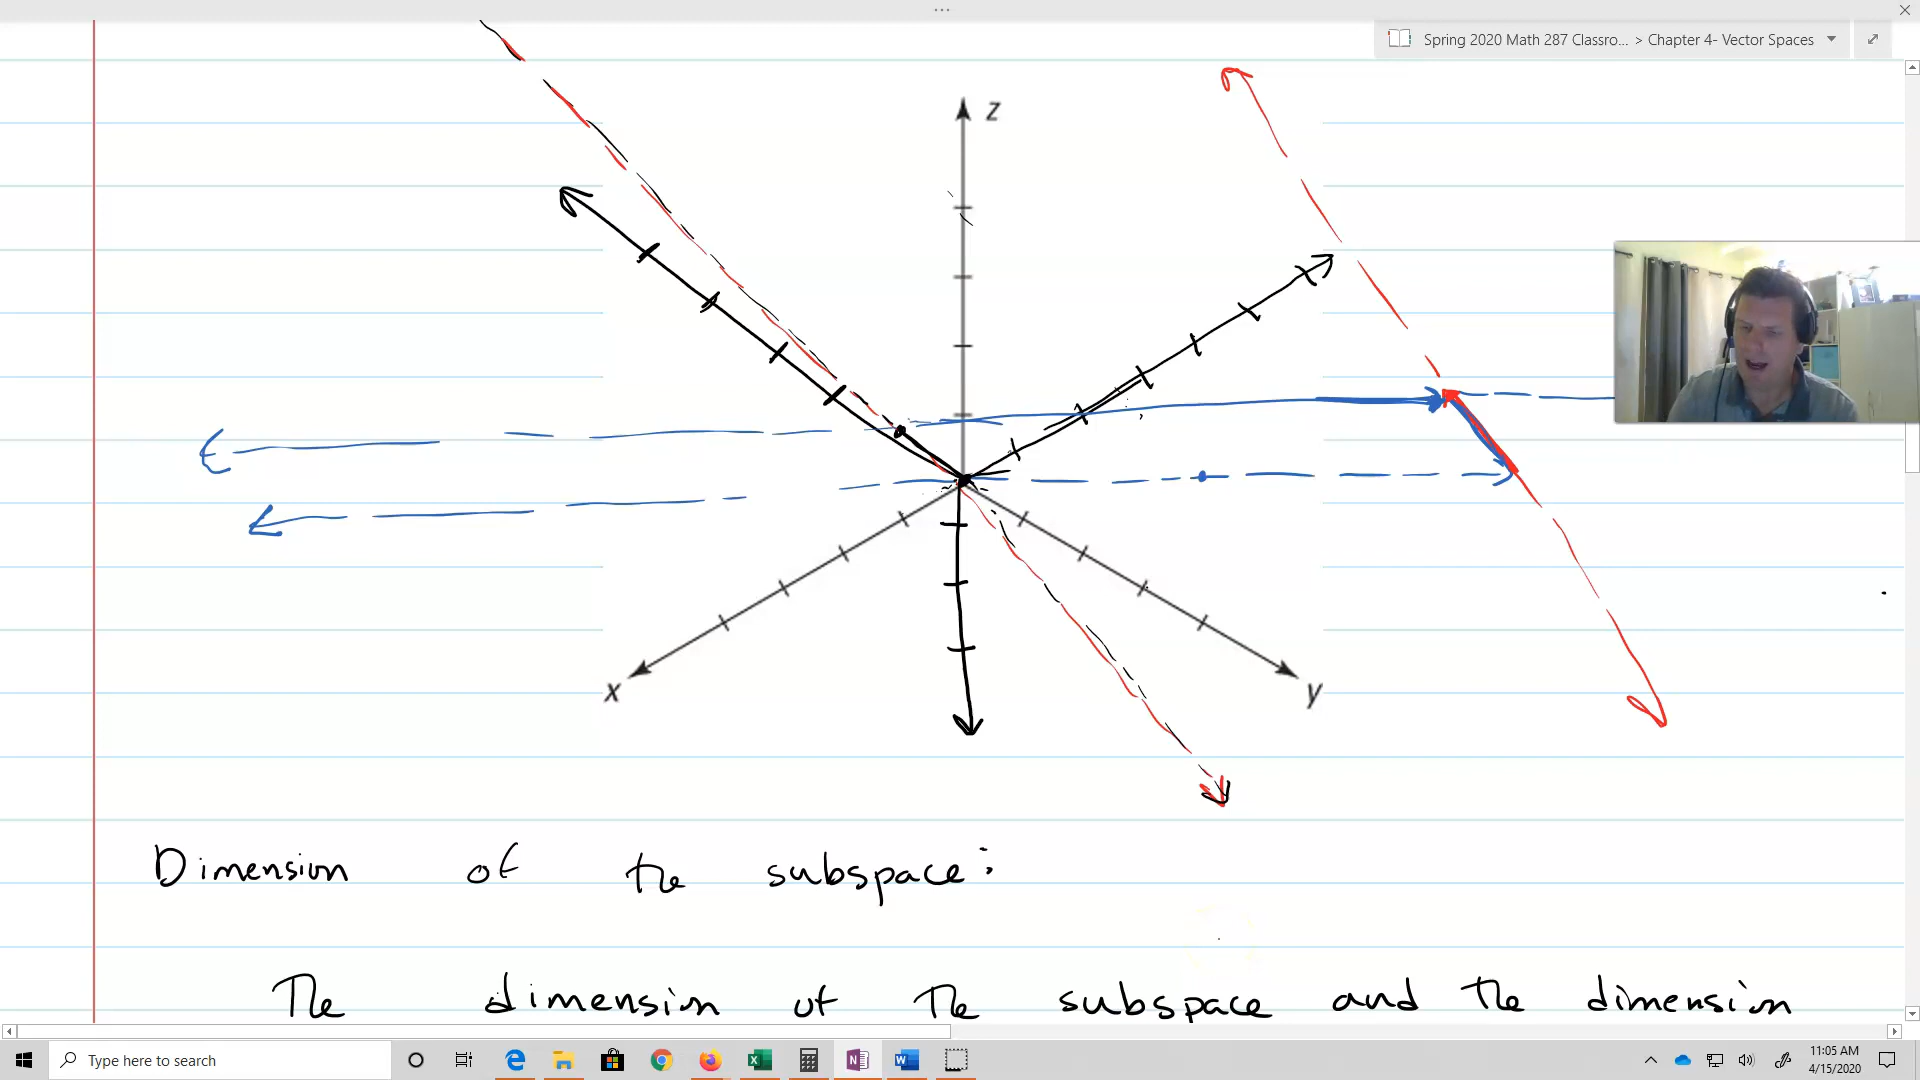 Spring 2020 Math 287 Classro... > Chapter 4- Vector Spaces
z
x
y
Dimension of the subspace:
The dimension of the subspace and the dimension
Type here to search
11:05 AM
4/15/2020